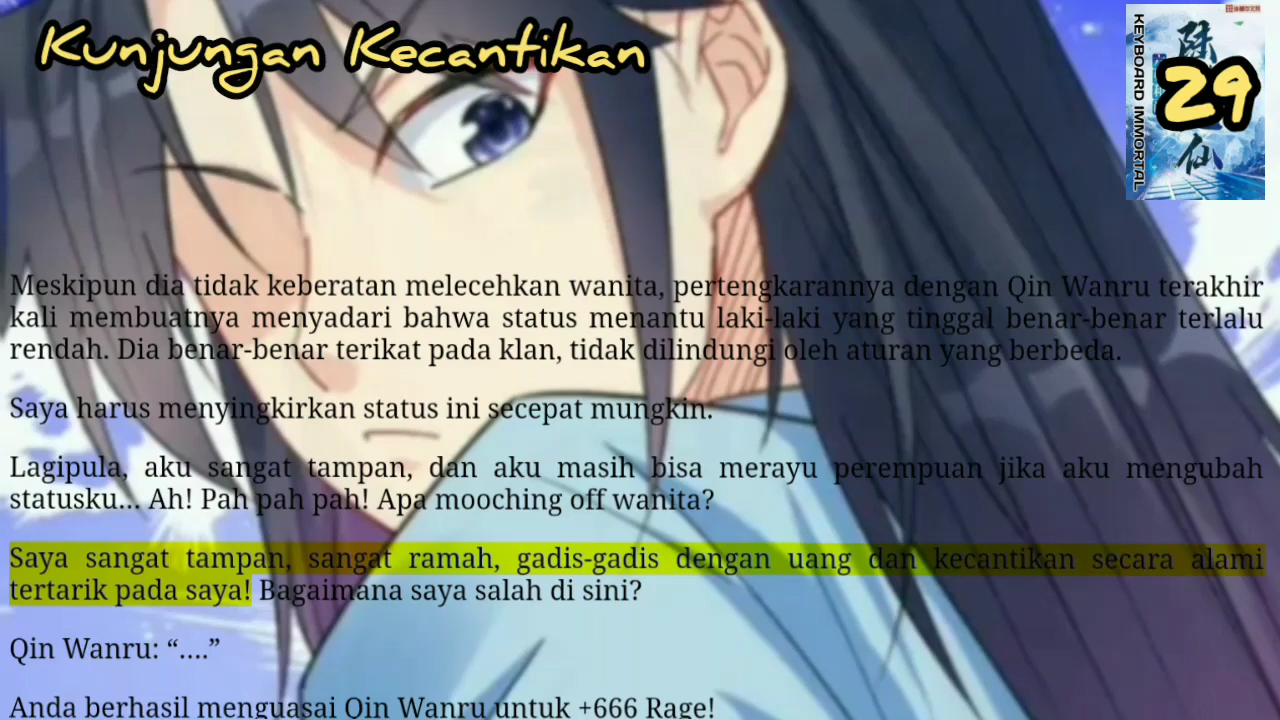 Kunjungan Kecantikan
KEYBOARD IMMORTAL
29
仙
Meskipun dia tidak keberatan melecehkan wanita, pertengkarannya dengan Qin Wanru terakhir
kali membuatnya menyadari bahwa status menantu laki-laki yang tinggal benar-benar terlalu
rendah. Dia benar-benar terikat pada klan, tidak dilindungi oleh aturan yang berbeda.
Saya harus menyingkirkan status ini secepat mungkin.
Lagipula, aku sangat tampan, dan aku masih bisa merayu perempuan jika aku mengubah
statusku... Ah! Pah pah pah! Apa mooching off wanita?
Saya sangat tampan, sangat ramah, gadis-gadis dengan uang dan kecantikan secara alami
tertarik pada saya! Bagaimana saya salah di sini?
Qin Wanru: “....”
Anda berhasil menguasai Qin Wanru untuk +666 Rage!